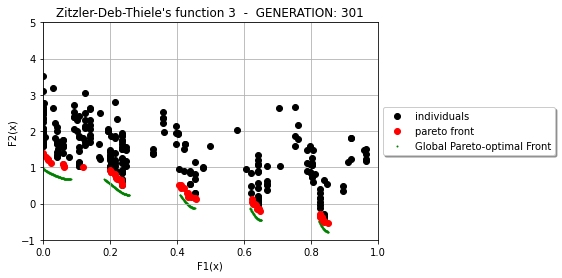 Zitzler-Deb-Thiele's function 3 - GENERATION: 301
5
4
3
2
1
0
−1
F2(x)
0.0 0.2 0.4 0.6 0.8 1.0
F1(x)
individuals
pareto front
Global Pareto-optimal Front